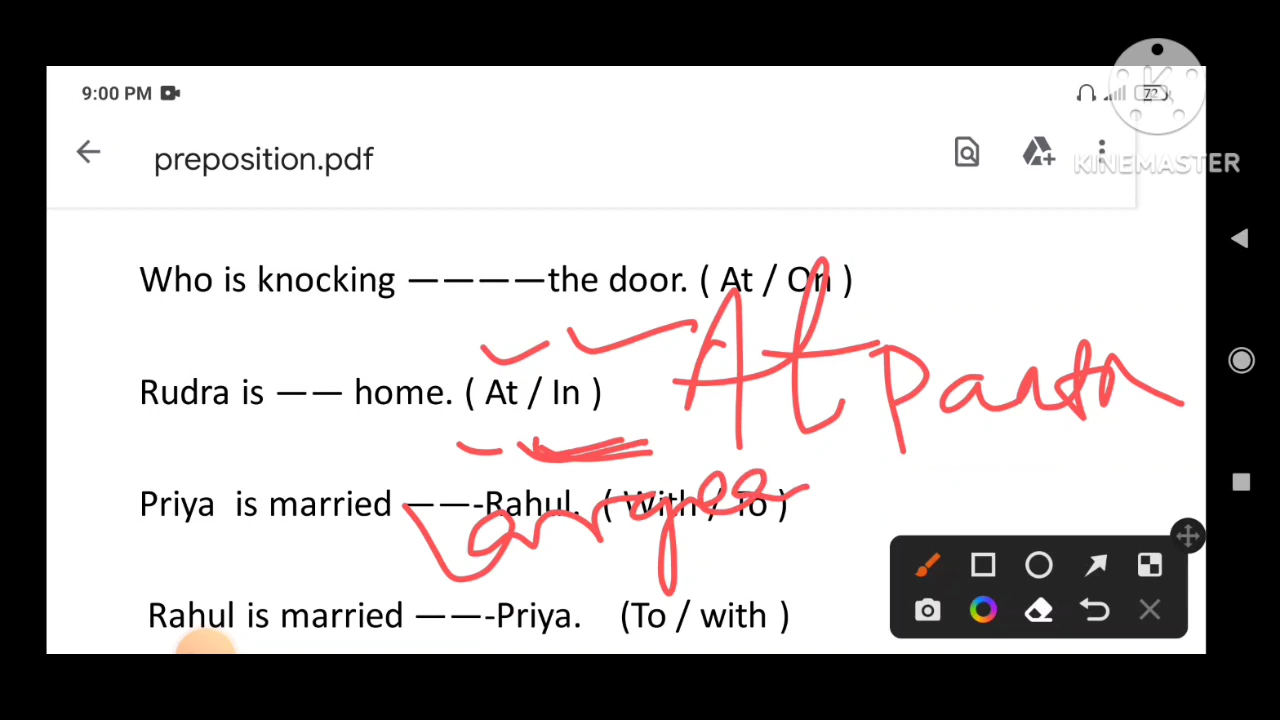 9:00 PM
72
preposition.pdf
KINEMASTER
Who is knocking ————the door. ( At / On )
At
Rudra is —— home. ( At / In )
Priya  is married ——-Rahul. ( With / To )
Rahul is married ——-Priya. (To / with )